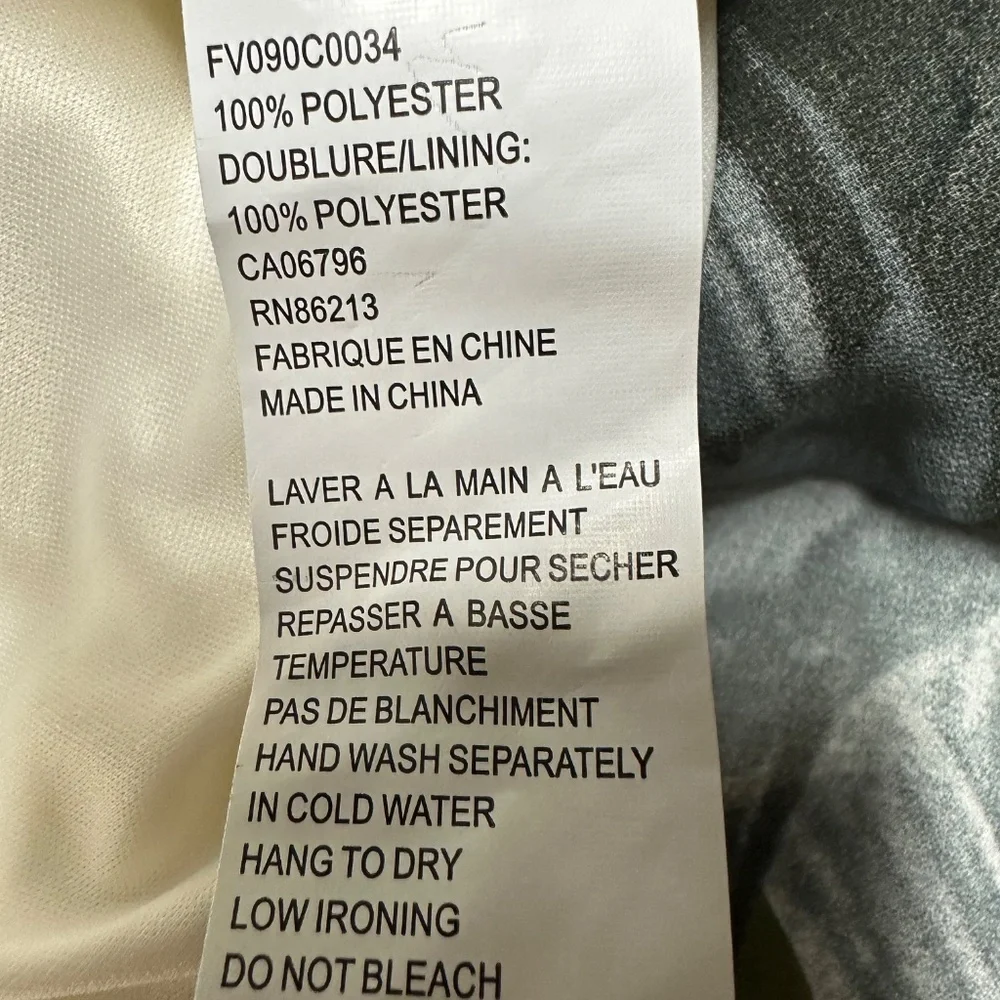 FV090C0034
100% POLYESTER
DOUBLURE/LINING:
100% POLYESTER
CA06796
RN86213
FABRIQUE EN CHINE
MADE IN CHINA
LAVER A LA MAIN A L'EAU
FROIDE SEPAREMENT
SUSPENDRE POUR SECHER
REPASSER A BASSE
TEMPERATURE
PAS DE BLANCHIMENT
HAND WASH SEPARATELY
IN COLD WATER
HANG TO DRY
LOW IRONING
DO NOT BLEACH